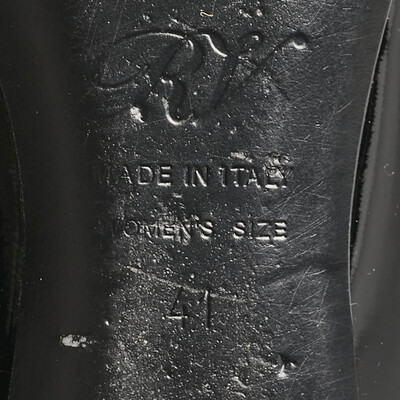 RV
MADE IN ITALY
WOMEN'S SIZE
41